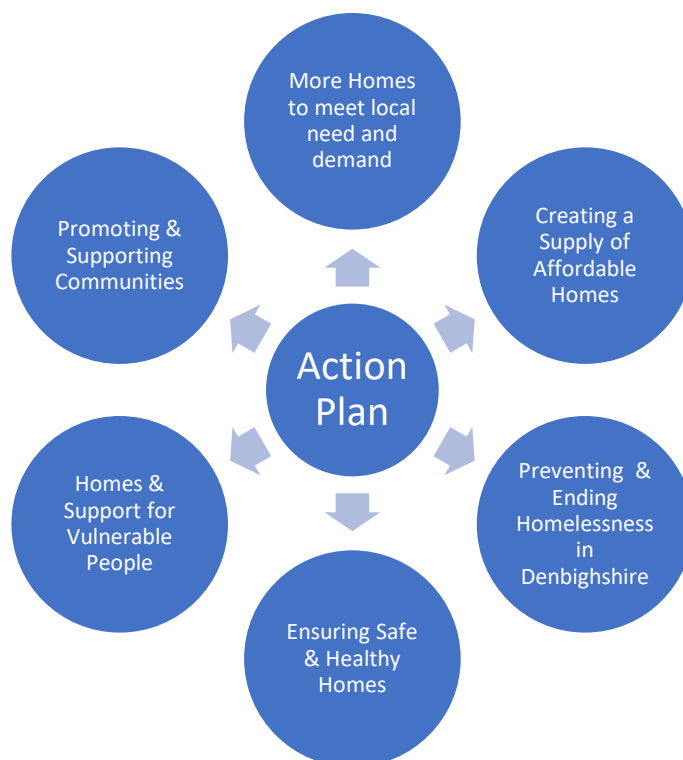 More Homes
to meet local
need and
demand
Creating a
Supply of
Affordable
Homes
Preventing & 
Ending
Homelessness
in
Denbighshire
Ensuring Safe
& Healthy
Homes
Homes &
Support for
Vulnerable
People
Promoting &
Supporting
Communities
Action
Plan